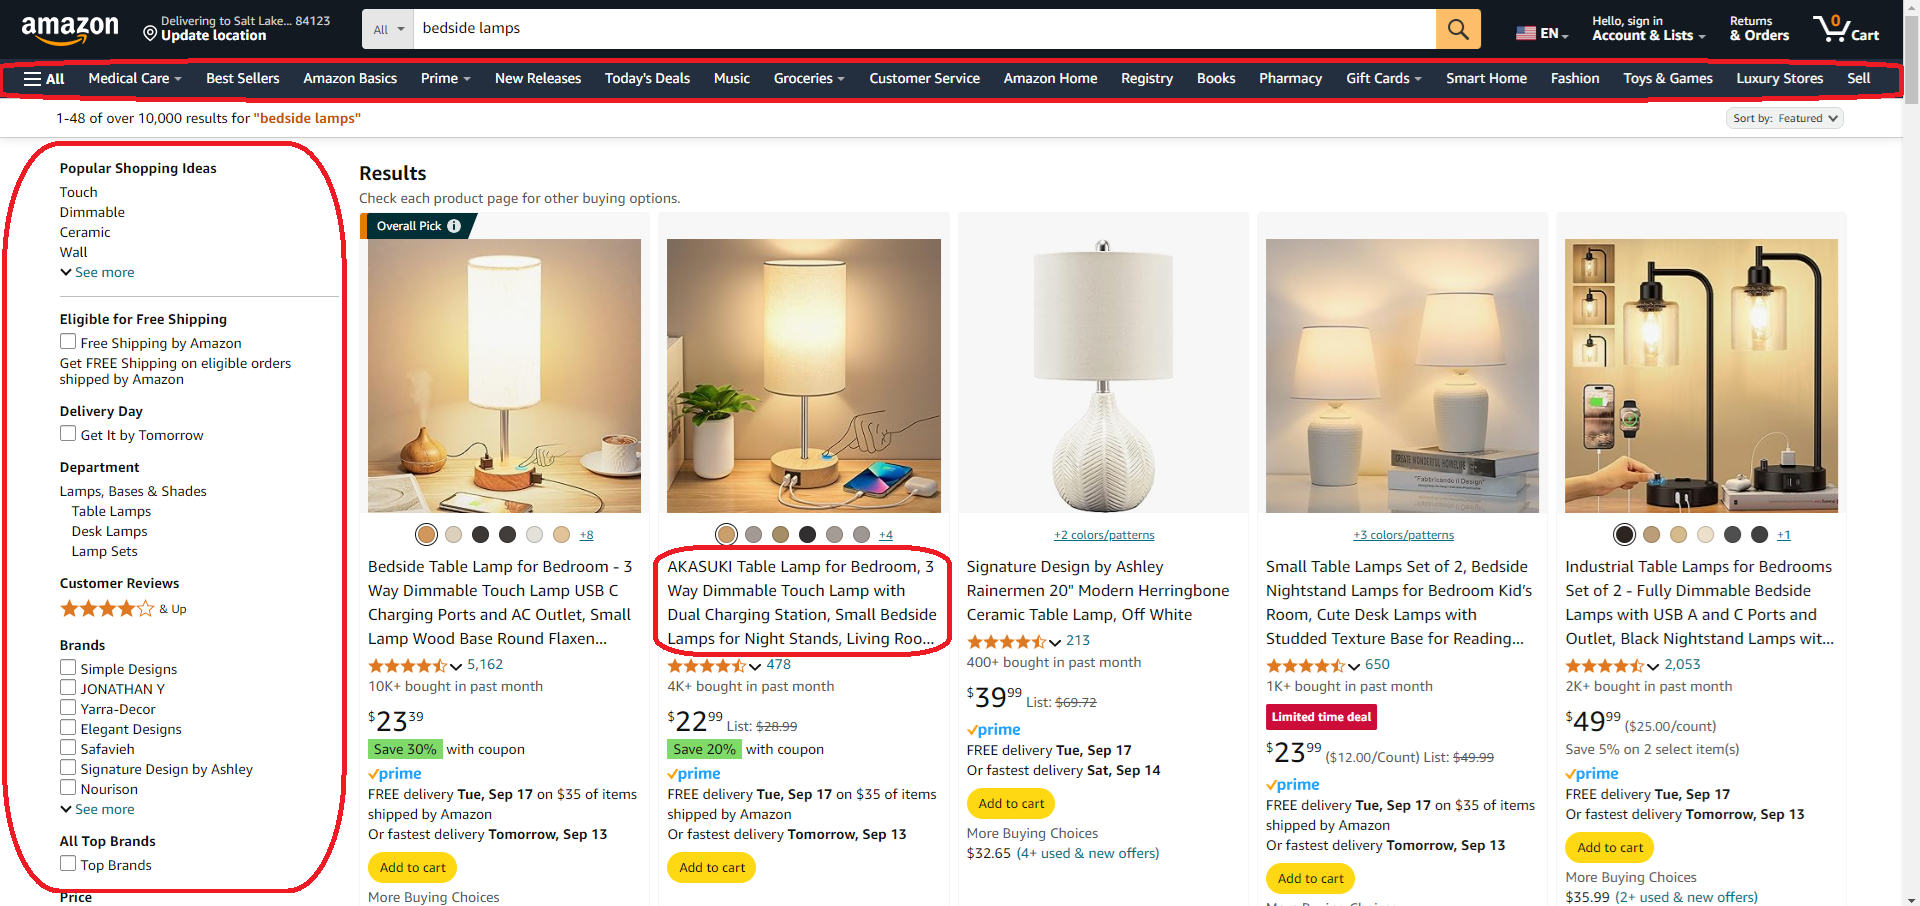 amazon
Delivering to Salt Lake... 84123
Update location
All
bedside lamps
EN
Hello, sign in
Account & Lists
Returns
& Orders
0
Cart
All Medical Care Best Sellers Amazon Basics Prime New Releases Today's Deals Music Groceries Customer Service Amazon Home Registry Books Pharmacy Gift Cards Smart Home Fashion Toys & Games Luxury Stores Sell
1-48 of over 10,000 results for "bedside lamps"
Sort by: Featured
Popular Shopping Ideas
Touch
Dimmable
Ceramic
Wall
See more
Eligible for Free Shipping
Free Shipping by Amazon
Get FREE Shipping on eligible orders
shipped by Amazon
Delivery Day
Get It by Tomorrow
Department
Lamps, Bases & Shades
Table Lamps
Desk Lamps
Lamp Sets
Customer Reviews
& Up
Brands
Simple Designs
JONATHAN Y
Yarra-Decor
Elegant Designs
Safavieh
Signature Design by Ashley
Nourison
See more
All Top Brands
Top Brands
Price
Results
Check each product page for other buying options.
Overall Pick
+8
Bedside Table Lamp for Bedroom - 3
Way Dimmable Touch Lamp USB C
Charging Ports and AC Outlet, Small
Lamp Wood Base Round Flaxen...
5,162
10K+ bought in past month
$23 39
Save 30% with coupon
prime
FREE delivery Tue, Sep 17 on $35 of items
shipped by Amazon
Or fastest delivery Tomorrow, Sep 13
Add to cart
More Buying Choices
+4
AKASUKI Table Lamp for Bedroom, 3
Way Dimmable Touch Lamp with
Dual Charging Station, Small Bedside
Lamps for Night Stands, Living Roo...
478
4K+ bought in past month
$22 99 List: $28.99
Save 20% with coupon
prime
FREE delivery Tue, Sep 17 on $35 of items
shipped by Amazon
Or fastest delivery Tomorrow, Sep 13
Add to cart
+2 colors/patterns
Signature Design by Ashley
Rainermen 20" Modern Herringbone
Ceramic Table Lamp, Off White
213
400+ bought in past month
$39 99 List: $69.72
prime
FREE delivery Tue, Sep 17
Or fastest delivery Sat, Sep 14
Add to cart
More Buying Choices
$32.65 (4+ used & new offers)
+3 colors/patterns
Small Table Lamps Set of 2, Bedside
Nightstand Lamps for Bedroom Kid's
Room, Cute Desk Lamps with
Studded Texture Base for Reading...
650
1K+ bought in past month
Limited time deal
$23 99 ($12.00/Count) List: $49.99
prime
FREE delivery Tue, Sep 17 on $35 of items
shipped by Amazon
Or fastest delivery Tomorrow, Sep 13
Add to cart
+1
Industrial Table Lamps for Bedrooms
Set of 2 - Fully Dimmable Bedside
Lamps with USB A and C Ports and
Outlet, Black Nightstand Lamps wit...
2,053
2K+ bought in past month
$49 99 ($25.00/count)
Save 5% on 2 select item(s)
prime
FREE delivery Tue, Sep 17
Or fastest delivery Tomorrow, Sep 13
Add to cart
More Buying Choices
$35.99 (2+ used & new offers)